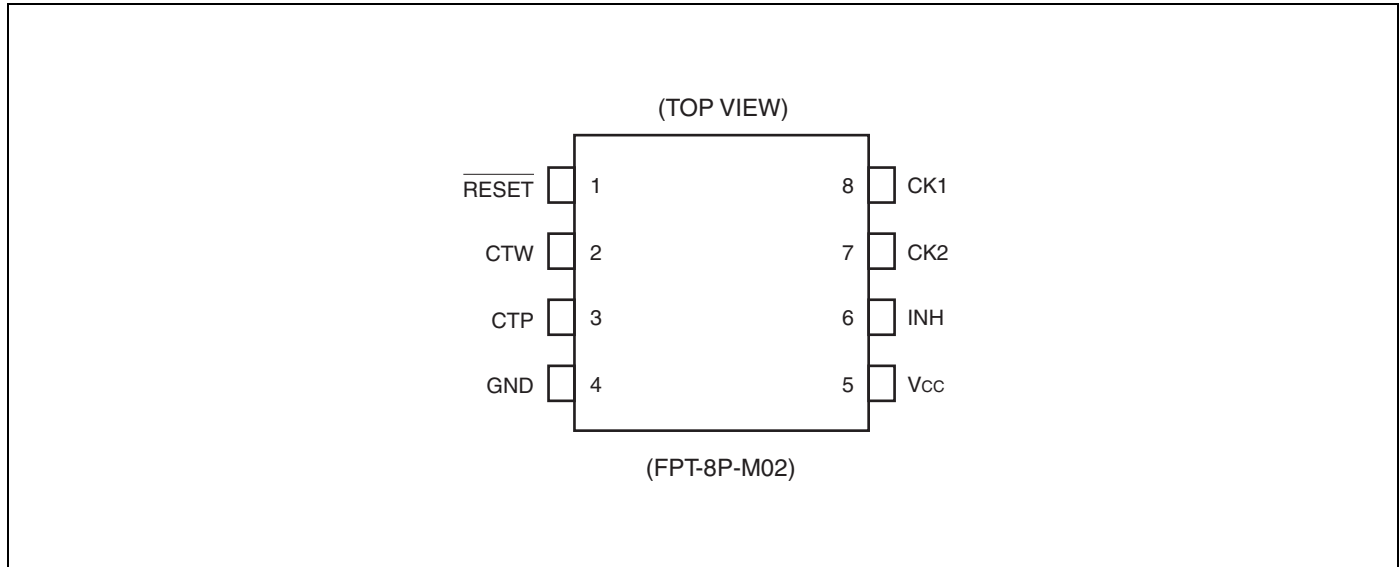 (TOP VIEW)
R̅E̅S̅E̅T̅ 1 8 CK1
CTW 2 7 CK2
CTP 3 6 INH
GND 4 5 VCC
(FPT-8P-M02)